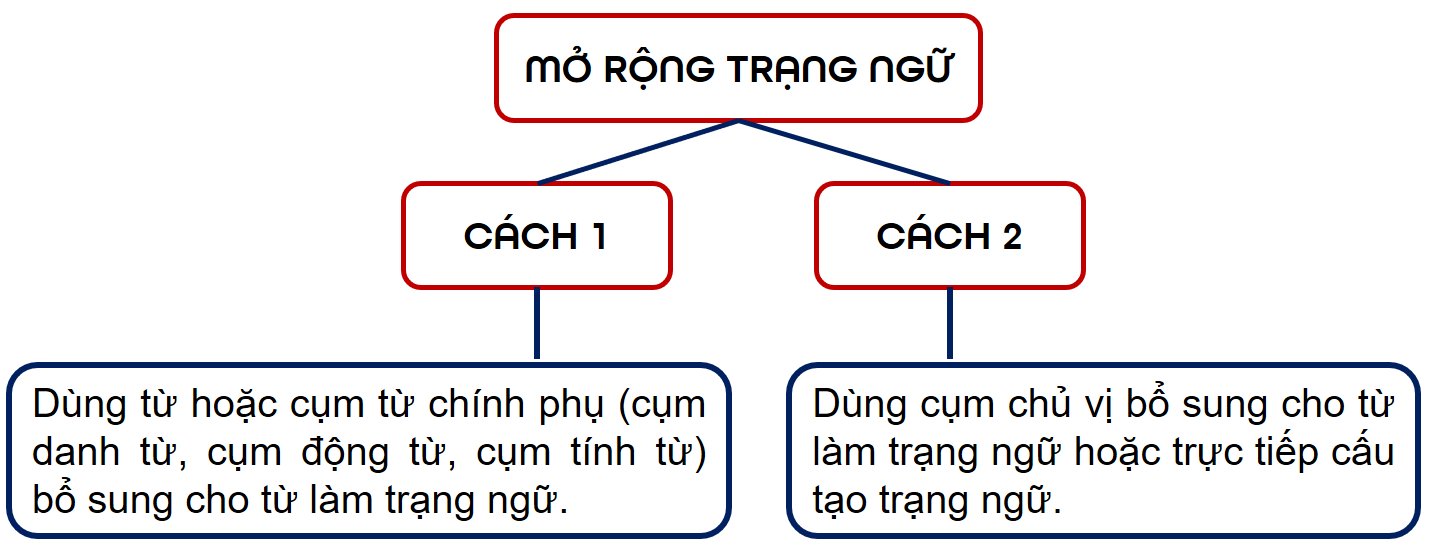 MỞ RỘNG TRẠNG NGỮ
CÁCH 1
CÁCH 2
Dùng từ hoặc cụm từ chính phụ (cụm
danh từ, cụm động từ, cụm tính từ)
bổ sung cho từ làm trạng ngữ.
Dùng cụm chủ vị bổ sung cho từ
làm trạng ngữ hoặc trực tiếp cấu
tạo trạng ngữ.